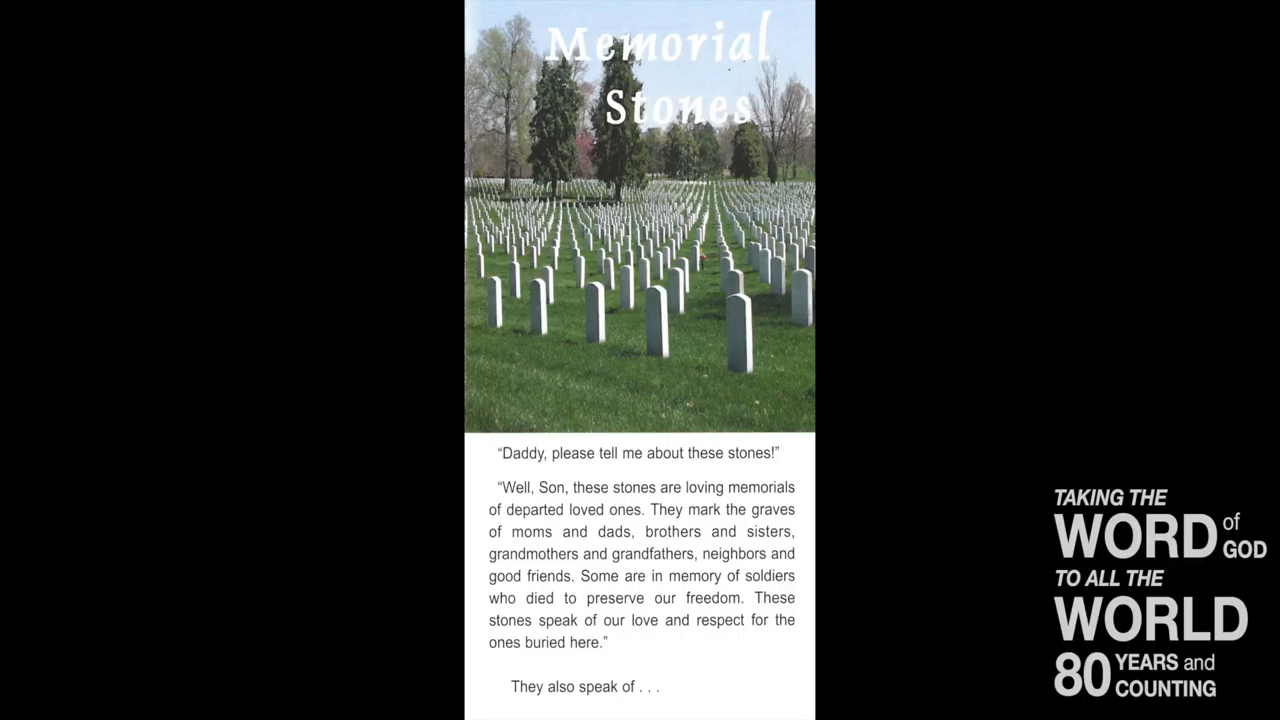 Memorial
Stones
“Daddy, please tell me about these stones!”
“Well, Son, these stones are loving memorials
of departed loved ones. They mark the graves
of moms and dads, brothers and sisters,
grandmothers and grandfathers, neighbors and
good friends. Some are in memory of soldiers
who died to preserve our freedom. These
stones speak of our love and respect for the
ones buried here.”
They also speak of . . .
TAKING THE
WORD of GOD
TO ALL THE
WORLD
80 YEARS and
COUNTING